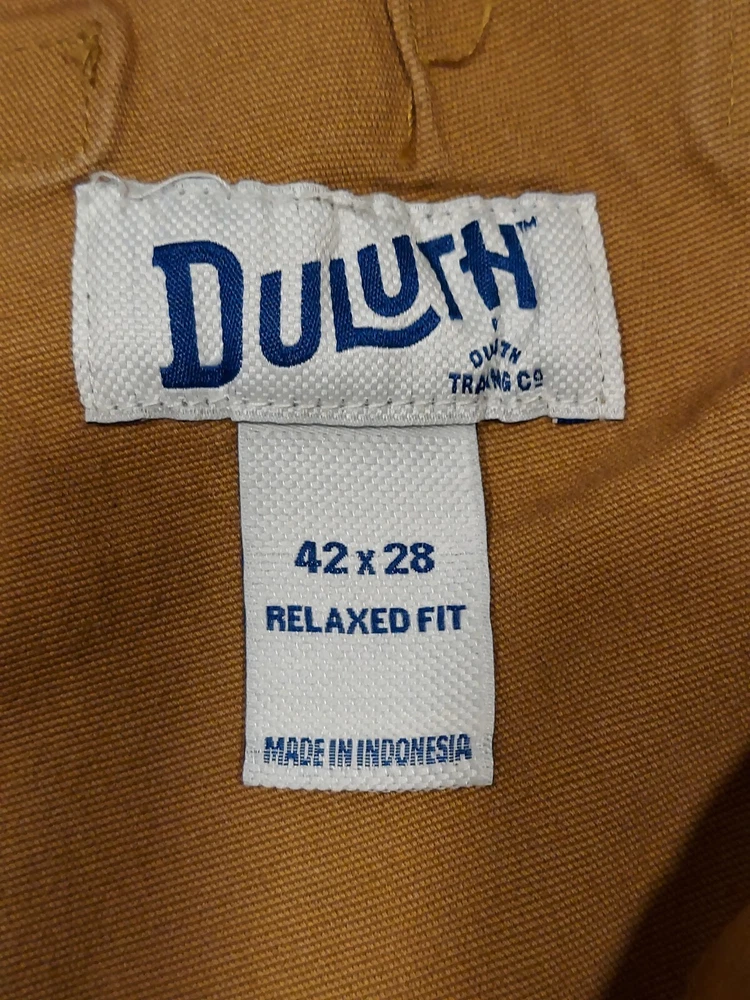 DULUTH™
DULUTH
TRADING Cº
42 x 28
RELAXED FIT
MADE IN INDONESIA